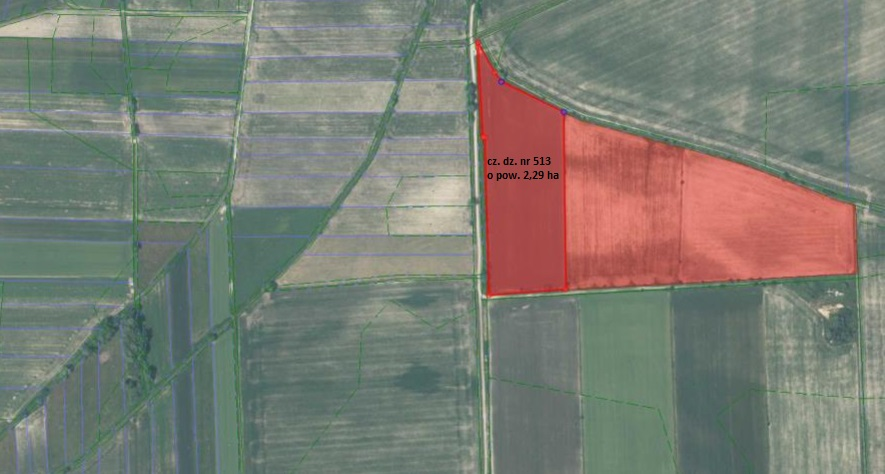 cz. dz. nr 513
o pow. 2,29 ha